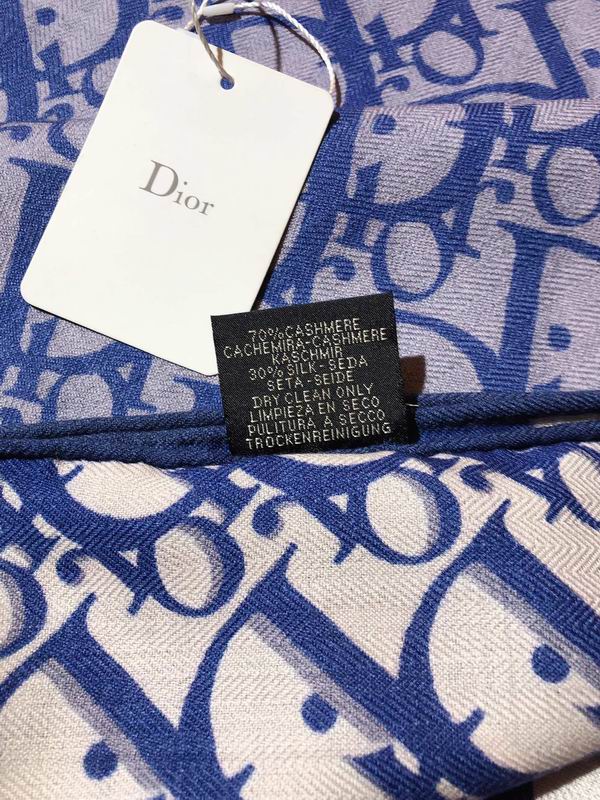 Dior
70% CASHMERE
CACHEMIRA-CASHMERE
KASCHMIR
30% SILK-SEDA
SETA-SEIDE
DRY CLEAN ONLY
LIMPIEZA EN SECO
PULITURA A SECCO
TROCKENREINIGUNG